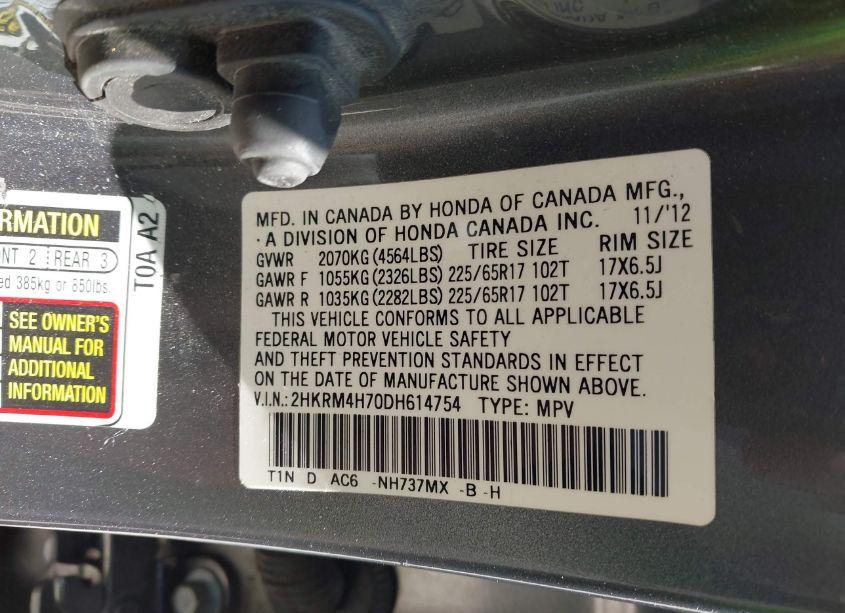 RMATION
NT 2 REAR 3
ed 385kg or 850lbs.
SEE OWNER'S
MANUAL FOR
ADDITIONAL
INFORMATION
T0A A2
MFD. IN CANADA BY HONDA OF CANADA MFG.,
· A DIVISION OF HONDA CANADA INC. 11/'12
GVWR 2070KG(4564LBS) TIRE SIZE RIM SIZE
GAWR F 1055KG(2326LBS) 225/65R17 102T 17X6.5J
GAWR R 1035KG(2282LBS) 225/65R17 102T 17X6.5J
THIS VEHICLE CONFORMS TO ALL APPLICABLE
FEDERAL MOTOR VEHICLE SAFETY
AND THEFT PREVENTION STANDARDS IN EFFECT
ON THE DATE OF MANUFACTURE SHOWN ABOVE.
V.I.N.:2HKRM4H70DH614754 TYPE: MPV
T1N D AC6 -NH737MX -B -H